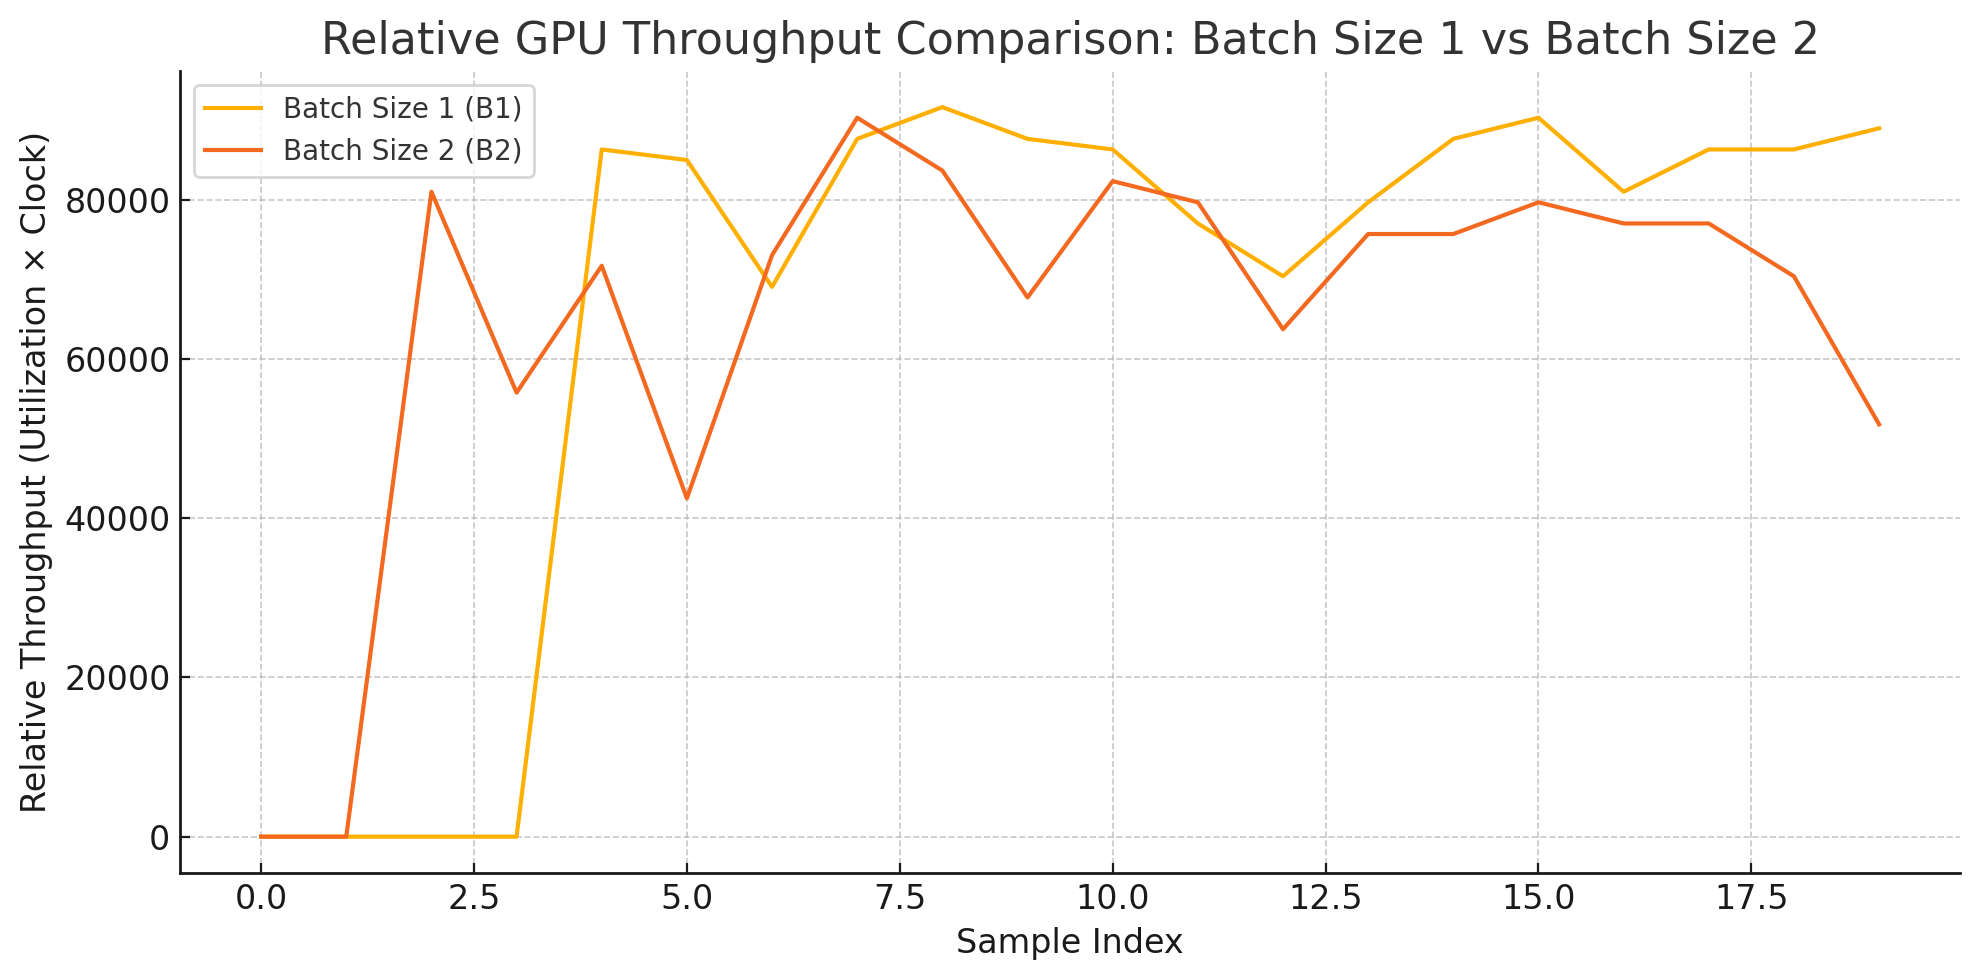 Relative GPU Throughput Comparison: Batch Size 1 vs Batch Size 2
Batch Size 1 (B1)
Batch Size 2 (B2)
Relative Throughput (Utilization × Clock)
80000
60000
40000
20000
0
0.0 2.5 5.0 7.5 10.0 12.5 15.0 17.5
Sample Index